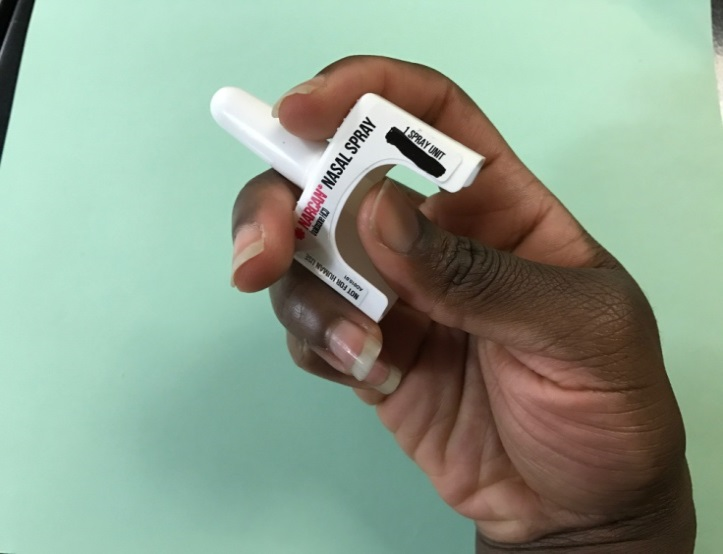 NARCAN® NASAL SPRAY
1 SPRAY UNIT
NOT FOR HUMAN USE